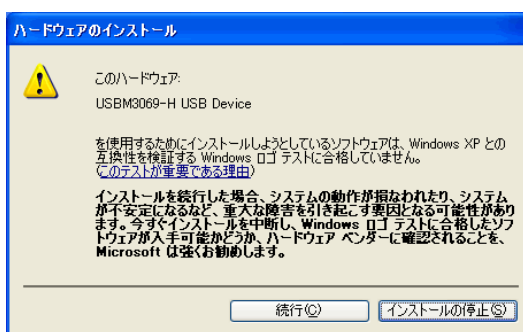 ハードウェアのインストール
このハードウェア:
USBM3069-H USB Device
を使用するためにインストールしようとしているソフトウェアは、Windows XP との
互換性を検証する Windows ロゴ テストに合格していません。
(このテストが重要である理由)
インストールを続行した場合、システムの動作が損なわれたり、システム
が不安定になるなど、重大な障害を引き起こす要因となる可能性があり
ます。今すぐインストールを中断し、Windows ロゴ テストに合格したソフ
トウェアが入手可能かどうか、ハードウェア ベンダーに確認されることを、
Microsoft は強くお勧めします。
続行(C)
インストールの停止(S)